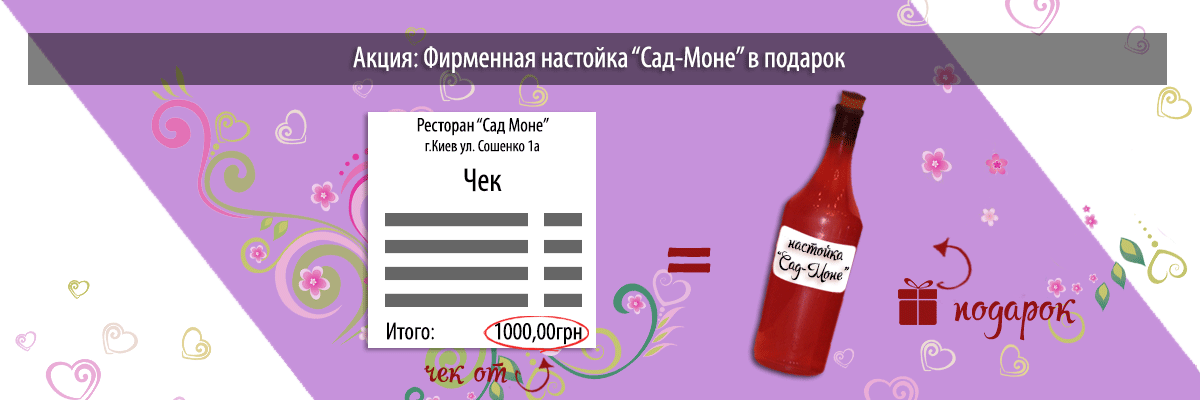 Акция: Фирменная настойка “Сад-Моне” в подарок
Ресторан “Сад Моне”
г.Киев ул. Сошенко 1а
Чек
Итого: 1000,00грн
чек от
настойка
“Сад-Моне”
=
подарок